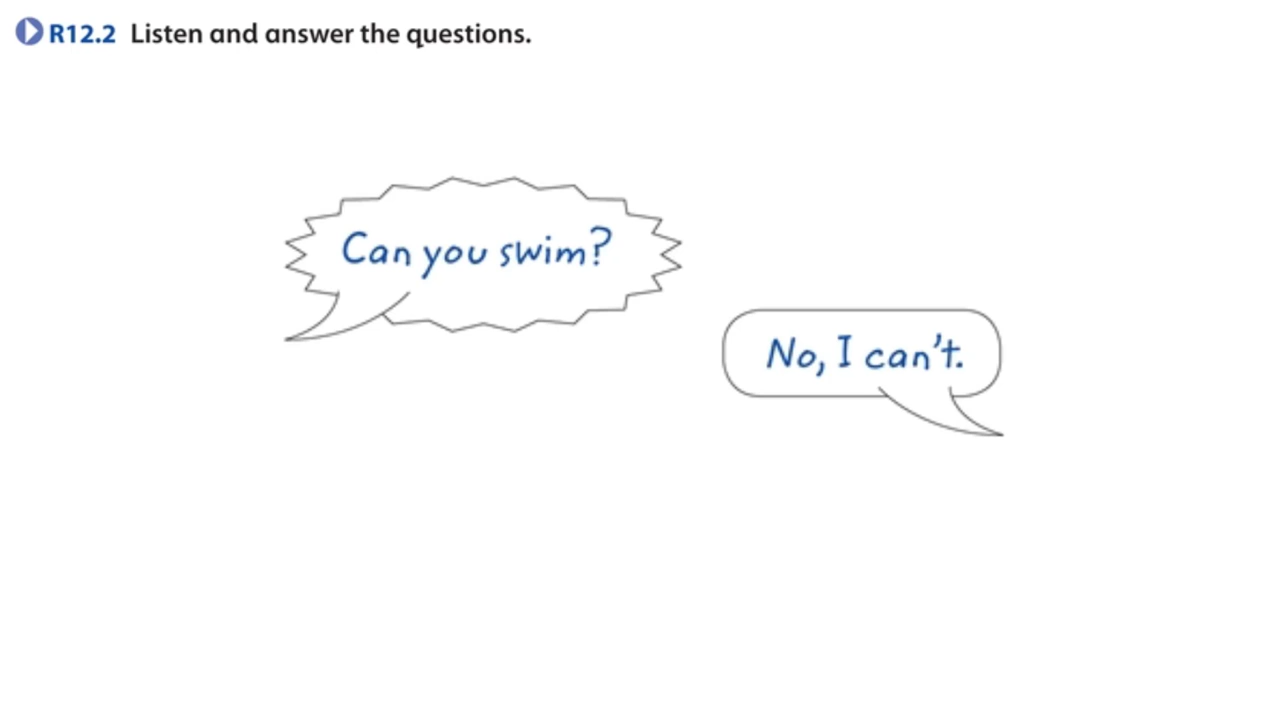 R12.2 Listen and answer the questions.
Can you swim?
No, I can't.